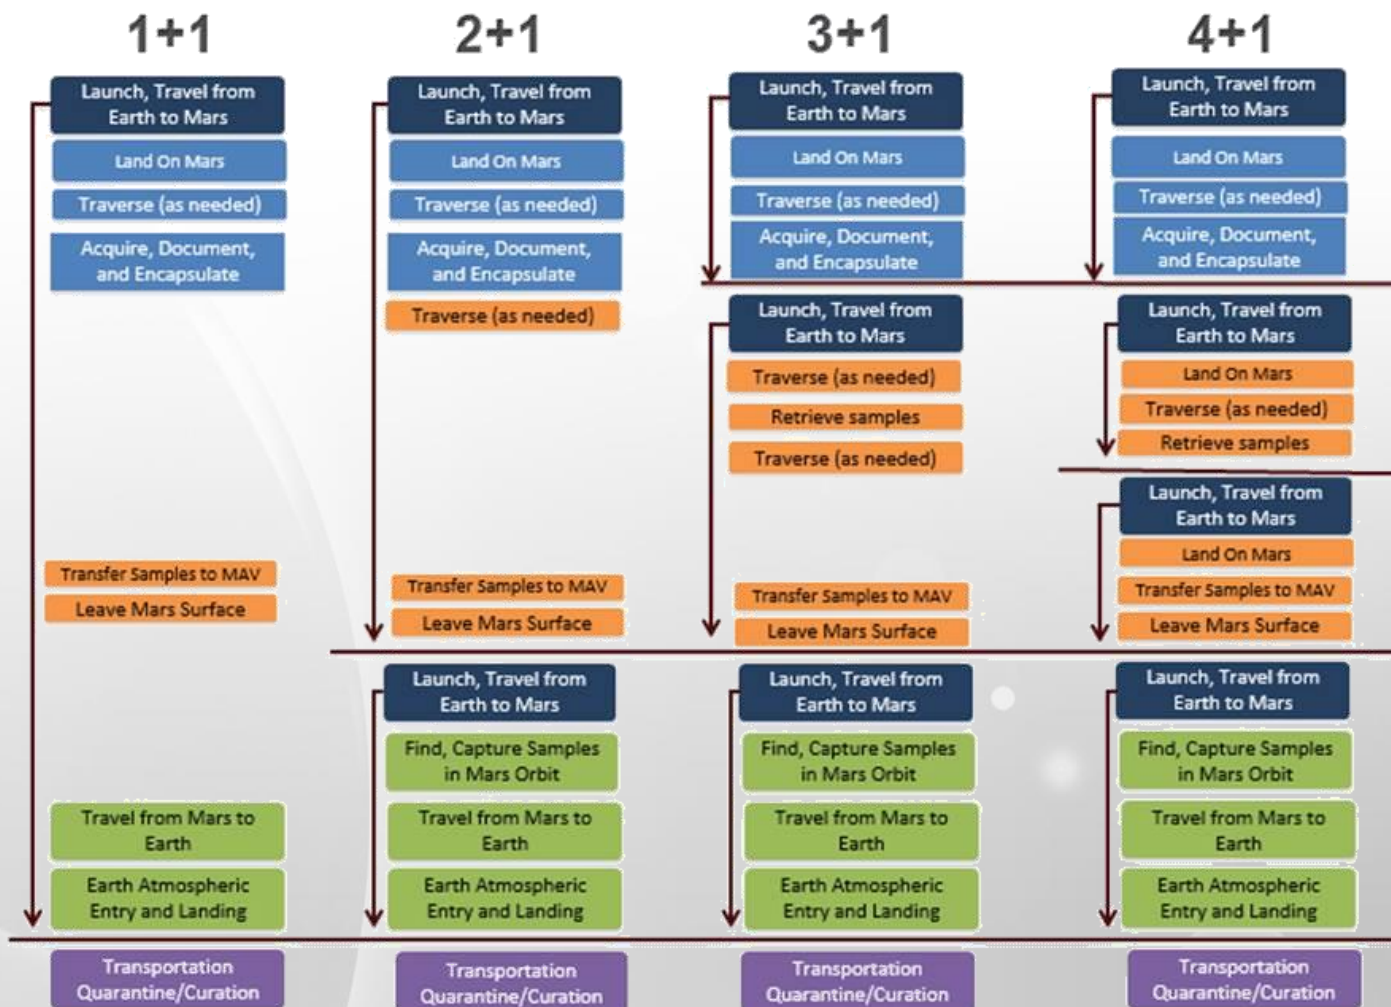 1+1
Launch, Travel from
Earth to Mars
Land On Mars
Traverse (as needed)
Acquire, Document,
and Encapsulate
Transfer Samples to MAV
Leave Mars Surface
Travel from Mars to
Earth
Earth Atmospheric
Entry and Landing
Transportation
Quarantine/Curation
2+1
Launch, Travel from
Earth to Mars
Land On Mars
Traverse (as needed)
Acquire, Document,
and Encapsulate
Traverse (as needed)
Transfer Samples to MAV
Leave Mars Surface
Launch, Travel from
Earth to Mars
Find, Capture Samples
in Mars Orbit
Travel from Mars to
Earth
Earth Atmospheric
Entry and Landing
Transportation
Quarantine/Curation
3+1
Launch, Travel from
Earth to Mars
Land On Mars
Traverse (as needed)
Acquire, Document,
and Encapsulate
Launch, Travel from
Earth to Mars
Traverse (as needed)
Retrieve samples
Traverse (as needed)
Transfer Samples to MAV
Leave Mars Surface
Launch, Travel from
Earth to Mars
Find, Capture Samples
in Mars Orbit
Travel from Mars to
Earth
Earth Atmospheric
Entry and Landing
Transportation
Quarantine/Curation
4+1
Launch, Travel from
Earth to Mars
Land On Mars
Traverse (as needed)
Acquire, Document,
and Encapsulate
Launch, Travel from
Earth to Mars
Land On Mars
Traverse (as needed)
Retrieve samples
Launch, Travel from
Earth to Mars
Land On Mars
Transfer Samples to MAV
Leave Mars Surface
Launch, Travel from
Earth to Mars
Find, Capture Samples
in Mars Orbit
Travel from Mars to
Earth
Earth Atmospheric
Entry and Landing
Transportation
Quarantine/Curation